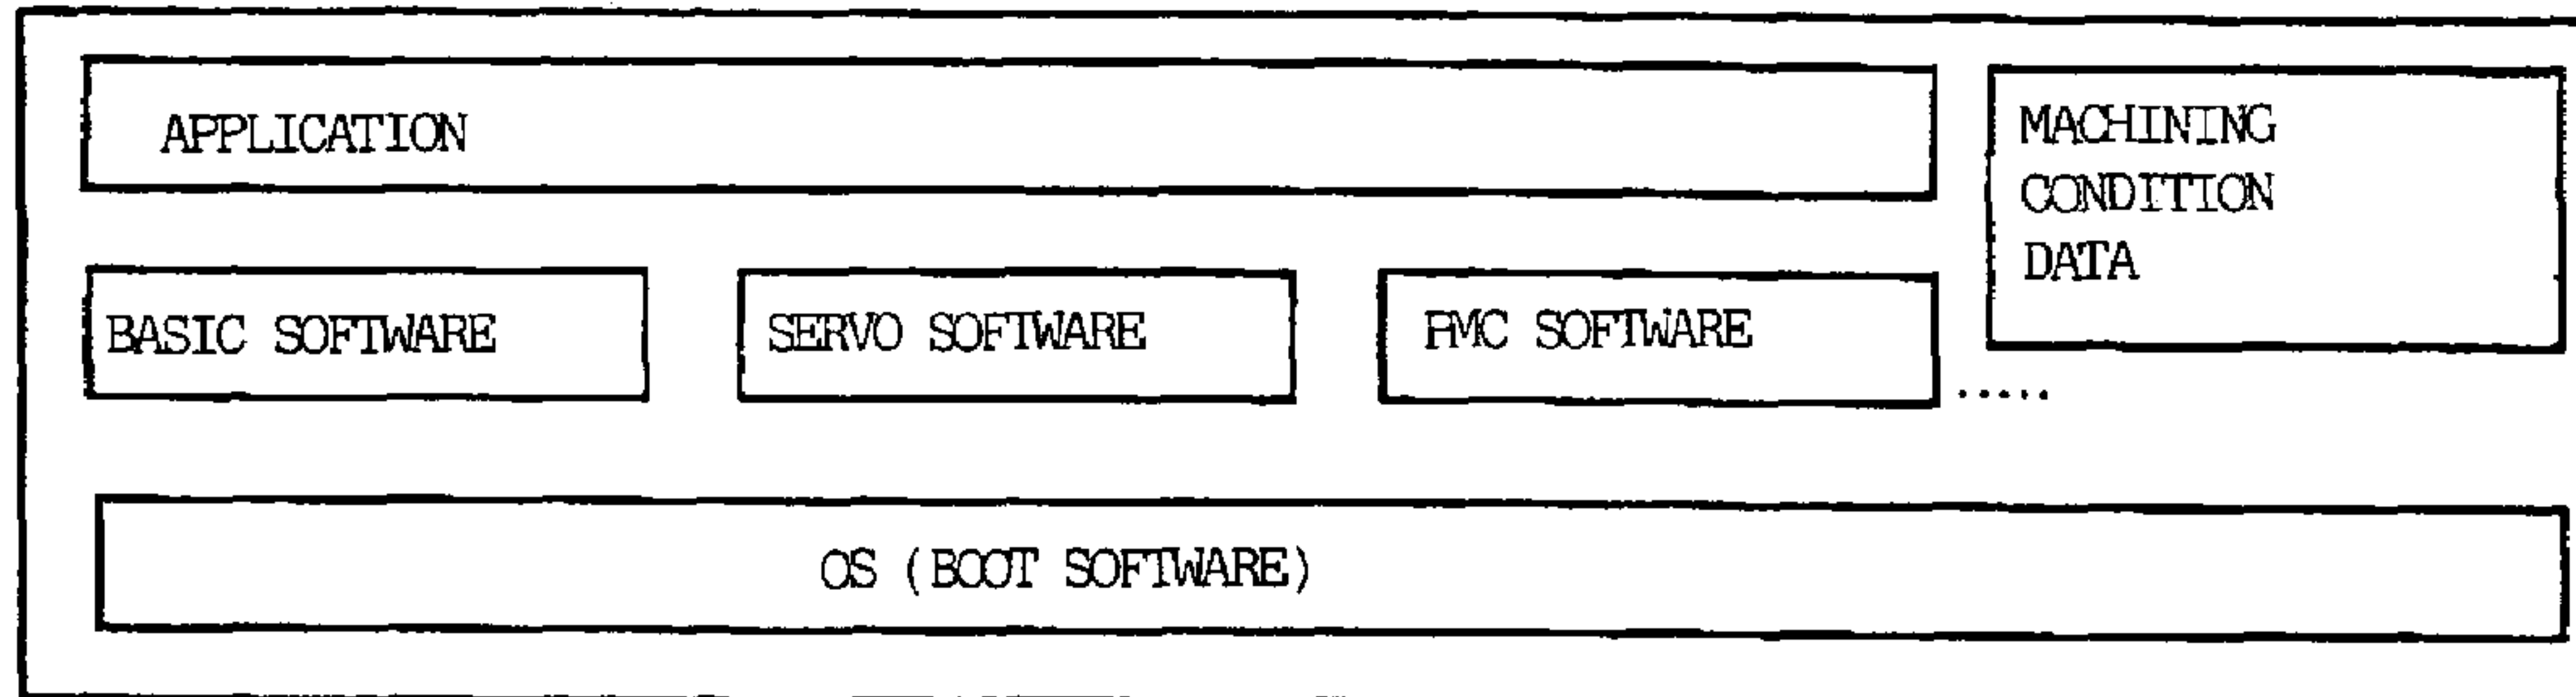 APPLICATION
MACHINING
CONDITION
DATA
BASIC SOFTWARE
SERVO SOFTWARE
PMC SOFTWARE
.....
OS (BOOT SOFTWARE)